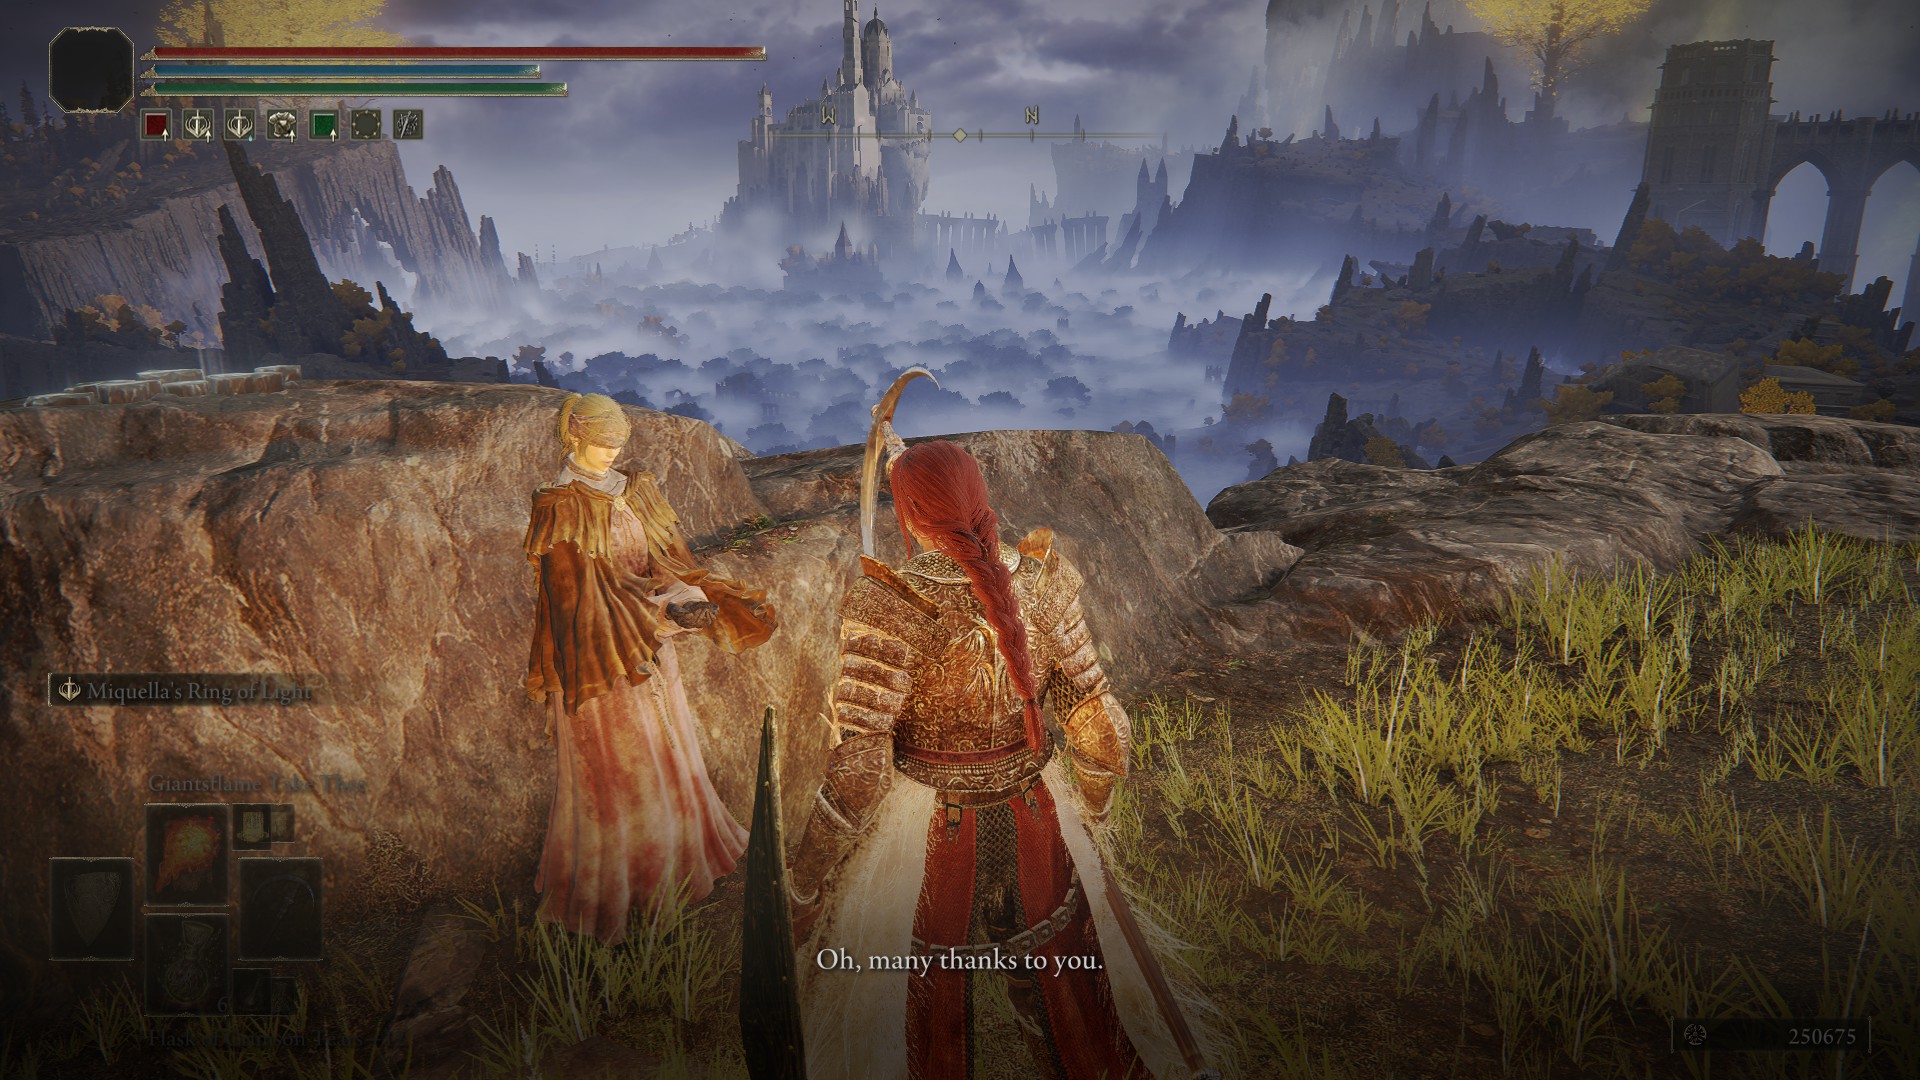 W
N
Miquella's Ring of Light
Giantsflame Take Thee
6
Flask of Crimson Tears
Oh, many thanks to you.
250675